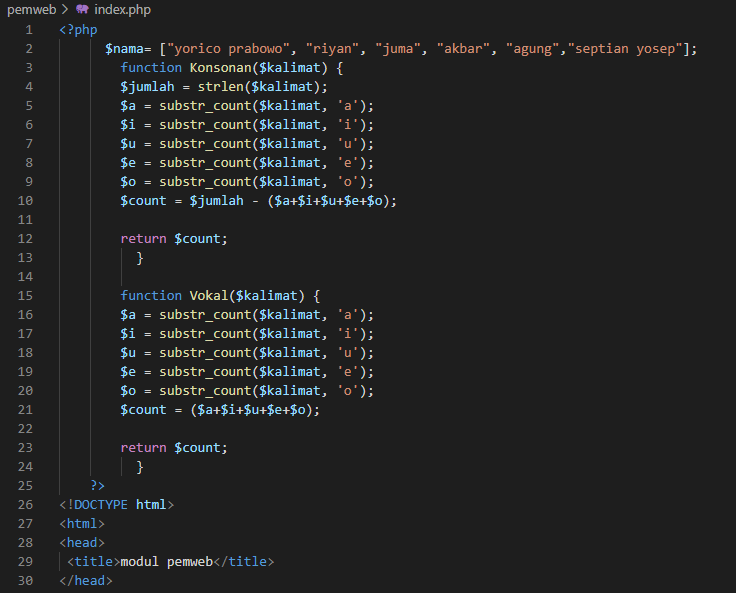 pemweb > index.php
1 <?php
2 $nama= ["yorico prabowo", "riyan", "juma", "akbar", "agung","septian yosep"];
3 function Konsonan($kalimat) {
4 $jumlah = strlen($kalimat);
5 $a = substr_count($kalimat, 'a');
6 $i = substr_count($kalimat, 'i');
7 $u = substr_count($kalimat, 'u');
8 $e = substr_count($kalimat, 'e');
9 $o = substr_count($kalimat, 'o');
10 $count = $jumlah - ($a+$i+$u+$e+$o);
11
12 return $count;
13 }
14
15 function Vokal($kalimat) {
16 $a = substr_count($kalimat, 'a');
17 $i = substr_count($kalimat, 'i');
18 $u = substr_count($kalimat, 'u');
19 $e = substr_count($kalimat, 'e');
20 $o = substr_count($kalimat, 'o');
21 $count = ($a+$i+$u+$e+$o);
22
23 return $count;
24 }
25 ?>
26 <!DOCTYPE html>
27 <html>
28 <head>
29 <title>modul pemweb</title>
30 </head>